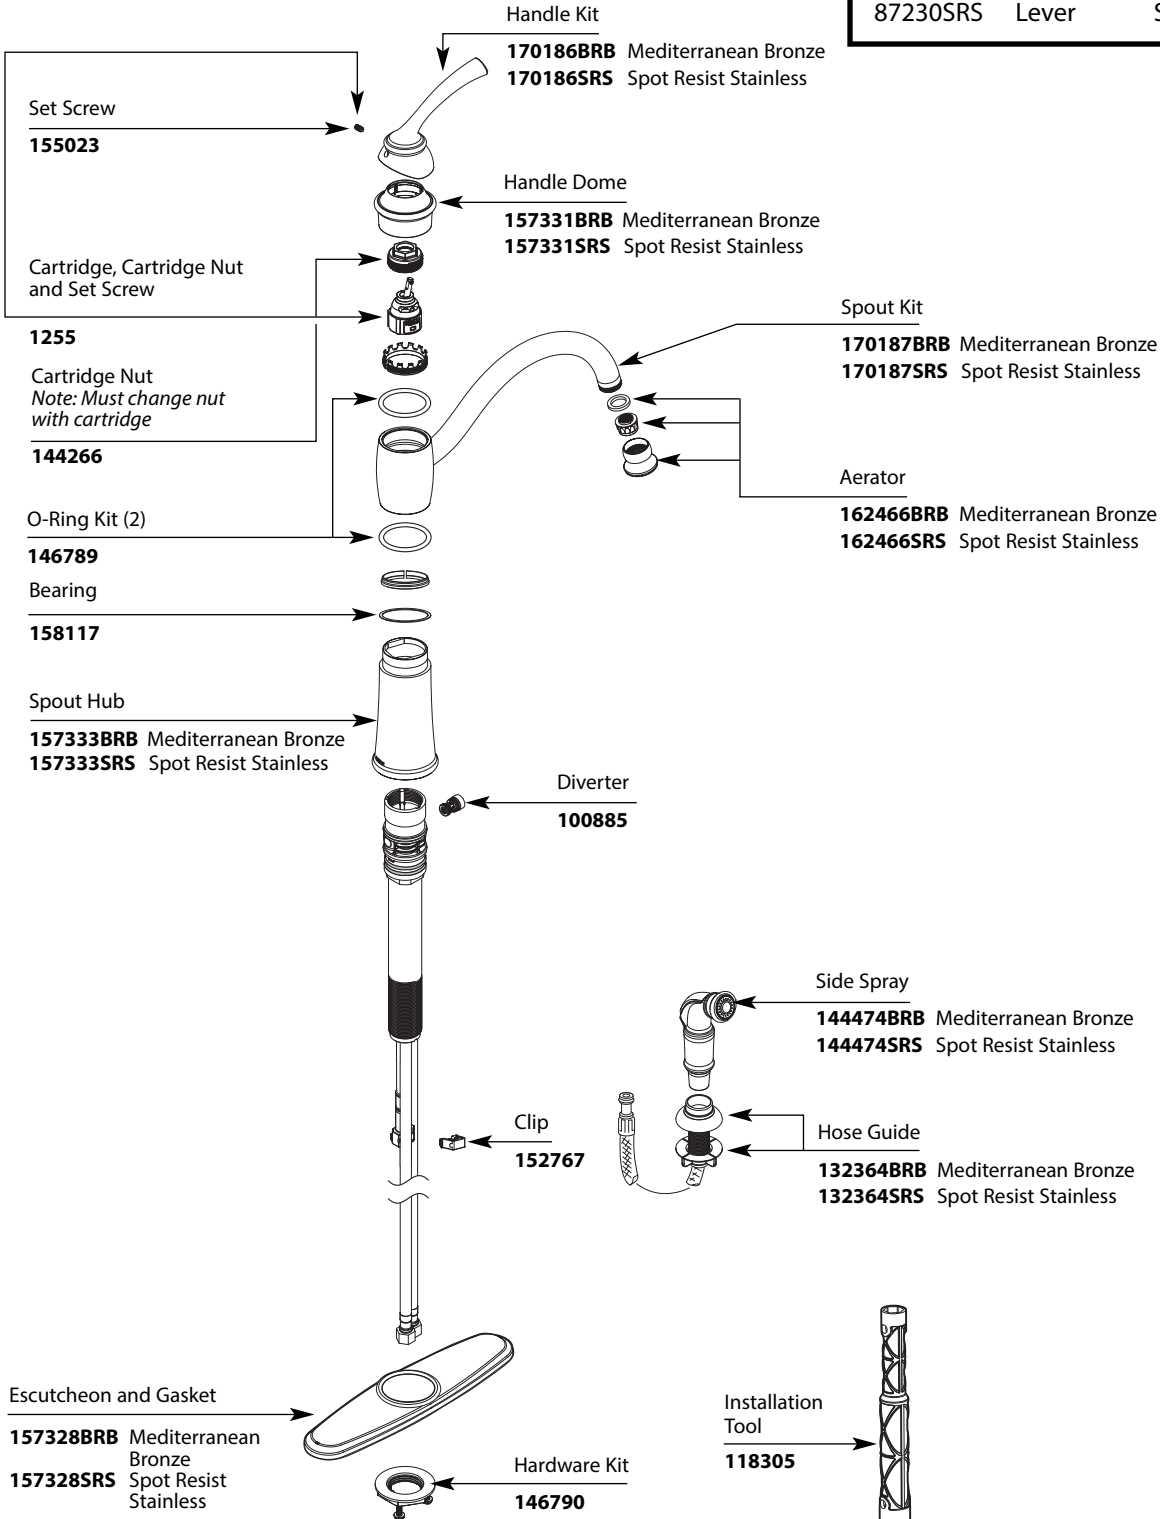 87230SRS Lever S
Handle Kit
170186BRB Mediterranean Bronze
170186SRS Spot Resist Stainless
Set Screw
155023
Handle Dome
157331BRB Mediterranean Bronze
157331SRS Spot Resist Stainless
Cartridge, Cartridge Nut
and Set Screw
1255
Cartridge Nut
Note: Must change nut
with cartridge
144266
Spout Kit
170187BRB Mediterranean Bronze
170187SRS Spot Resist Stainless
Aerator
162466BRB Mediterranean Bronze
162466SRS Spot Resist Stainless
O-Ring Kit (2)
146789
Bearing
158117
Spout Hub
157333BRB Mediterranean Bronze
157333SRS Spot Resist Stainless
Diverter
100885
Side Spray
144474BRB Mediterranean Bronze
144474SRS Spot Resist Stainless
Clip
152767
Hose Guide
132364BRB Mediterranean Bronze
132364SRS Spot Resist Stainless
Escutcheon and Gasket
157328BRB Mediterranean
Bronze
157328SRS Spot Resist
Stainless
Hardware Kit
146790
Installation
Tool
118305